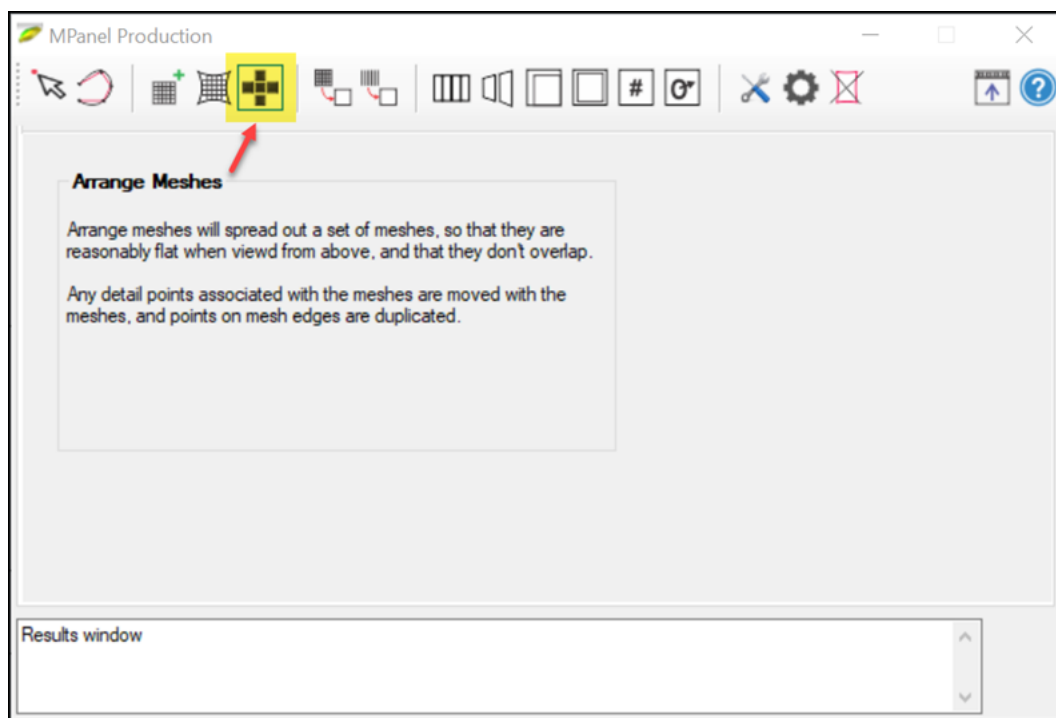 MPanel Production
#
?
Arrange Meshes
Arrange meshes will spread out a set of meshes, so that they are
reasonably flat when viewd from above, and that they don't overlap.
Any detail points associated with the meshes are moved with the
meshes, and points on mesh edges are duplicated.
Results window